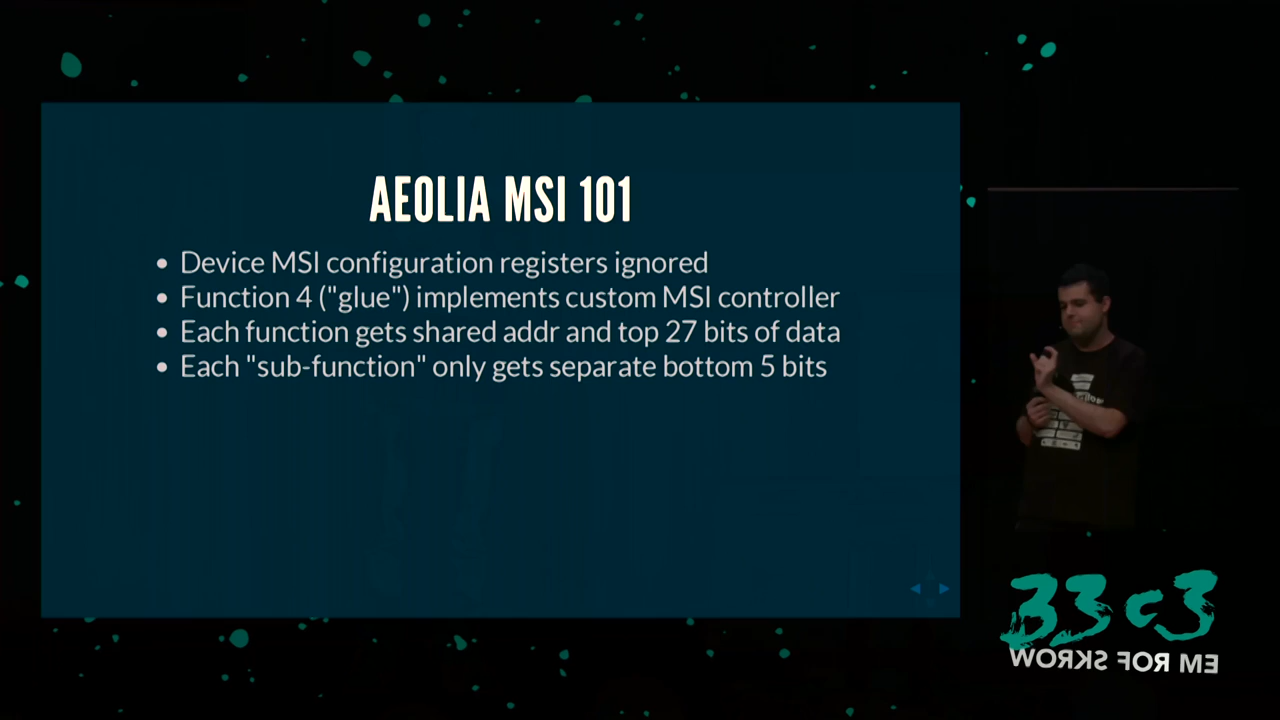 AEOLIA MSI 101
Device MSI configuration registers ignored
Function 4 ("glue") implements custom MSI controller
Each function gets shared addr and top 27 bits of data
Each "sub-function" only gets separate bottom 5 bits
33c3
WORKS FOR ME